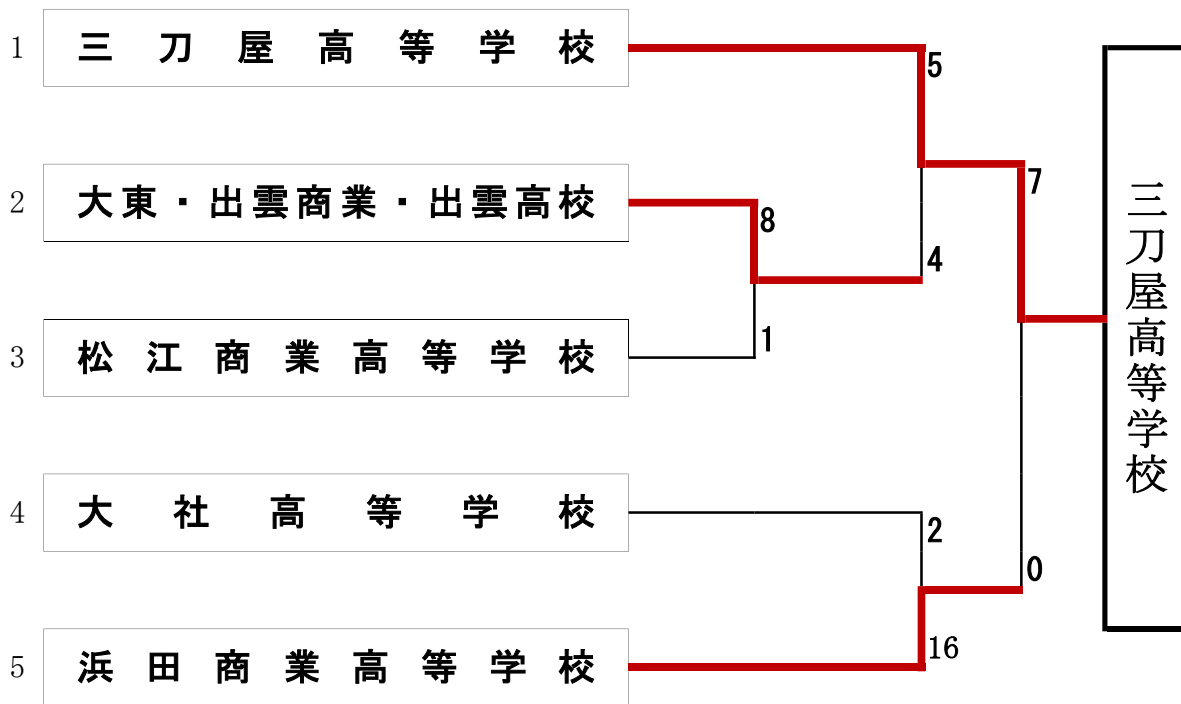 1 三刀屋高等学校
5
7
2 大東・出雲商業・出雲高校
8
4
3 松江商業高等学校
1
4 大社高等学校
2
0
5 浜田商業高等学校
16
三刀屋高等学校